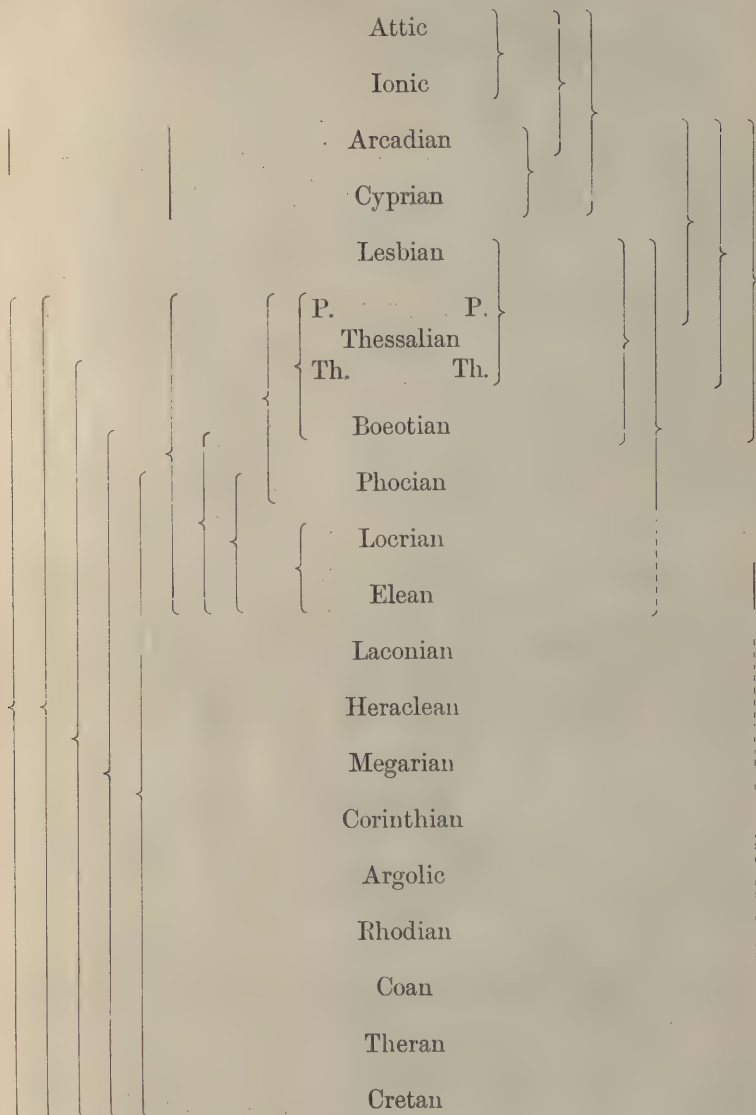 Attic
Ionic
Arcadian
Cyprian
Lesbian
P. P.
Thessalian
Th. Th.
Boeotian
Phocian
Locrian
Elean
Laconian
Heraclean
Megarian
Corinthian
Argolic
Rhodian
Coan
Theran
Cretan